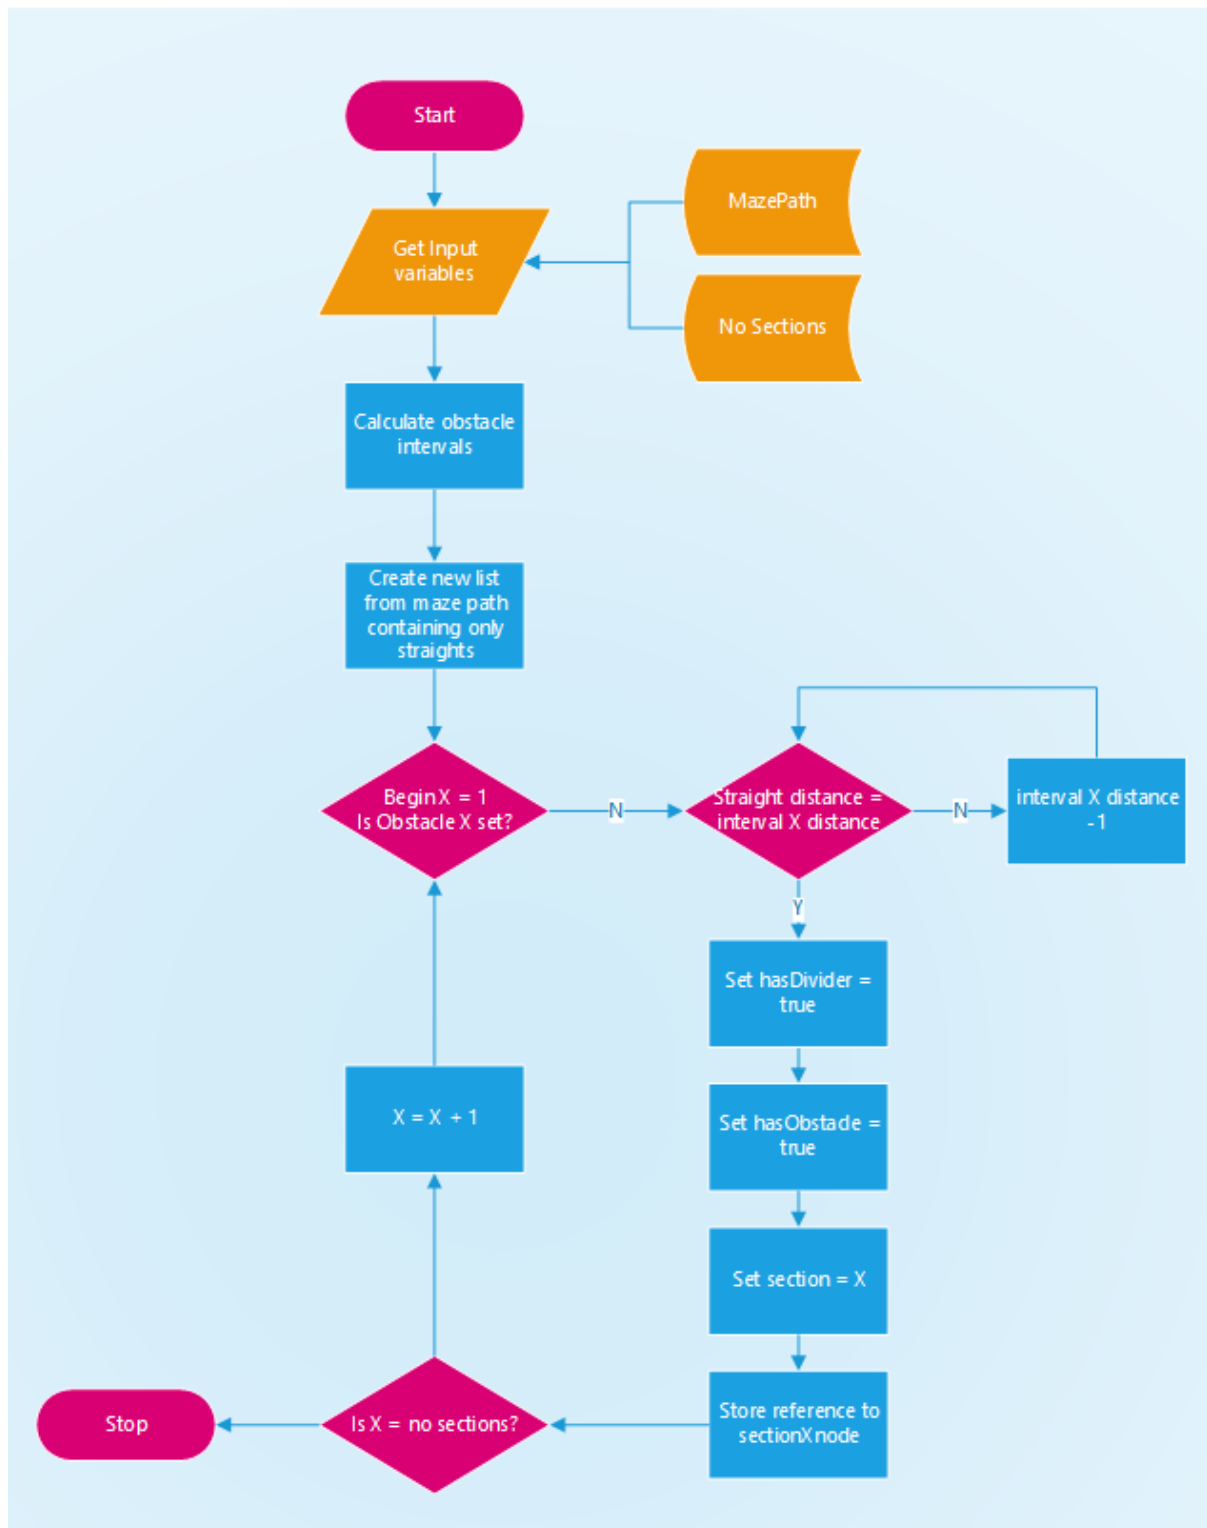 Start
MazePath
Get Input
variables
No Sections
Calculate obstacle
intervals
Create new list
from maze path
containing only
straights
Begin X = 1
Is Obstacle X set?
N
Straight distance =
interval X distance
N
interval X distance
-1
Y
Set hasDivider =
true
X = X + 1
Set hasObstacle =
true
Set section = X
Stop
Is X = no sections?
Store reference to
sectionXnode